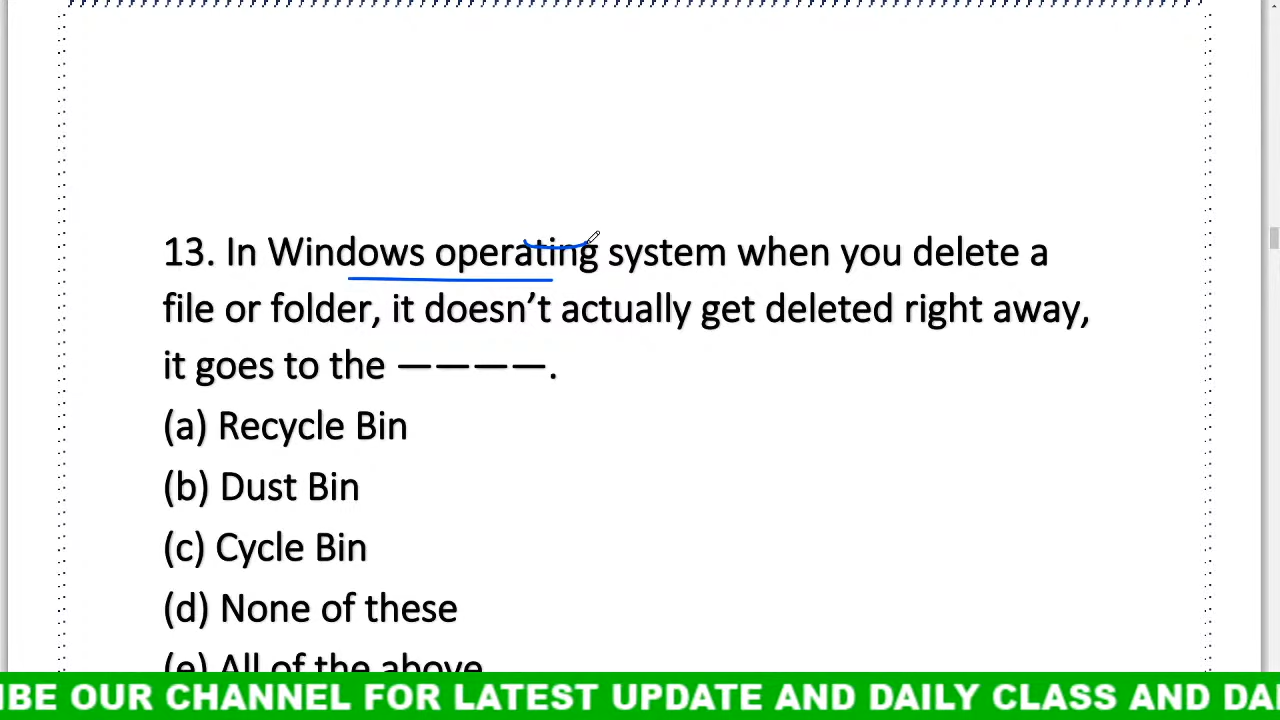 13. In Windows operating system when you delete a
file or folder, it doesn’t actually get deleted right away,
it goes to the ————.
(a) Recycle Bin
(b) Dust Bin
(c) Cycle Bin
(d) None of these
(e) All of the above
IBE OUR CHANNEL FOR LATEST UPDATE AND DAILY CLASS AND DA